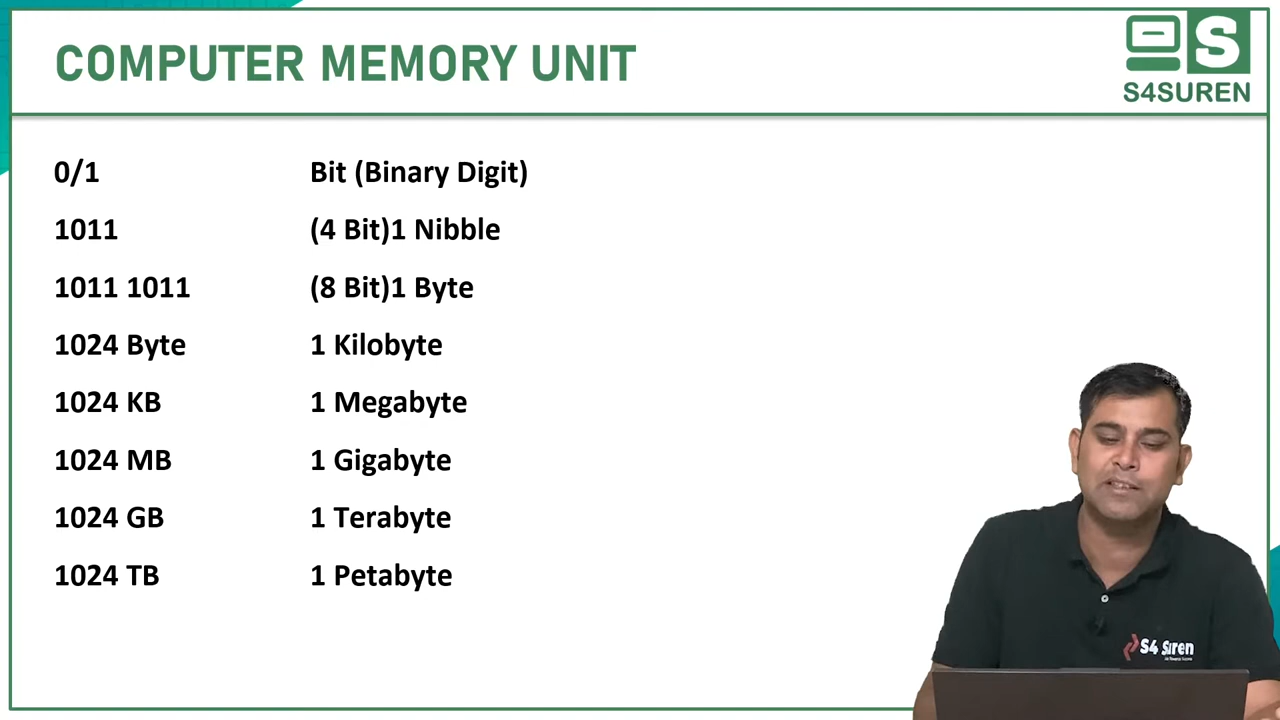 COMPUTER MEMORY UNIT
S
S4SUREN
0/1 Bit (Binary Digit)
1011 (4 Bit)1 Nibble
1011 1011 (8 Bit)1 Byte
1024 Byte 1 Kilobyte
1024 KB 1 Megabyte
1024 MB 1 Gigabyte
1024 GB 1 Terabyte
1024 TB 1 Petabyte
S4 Suren